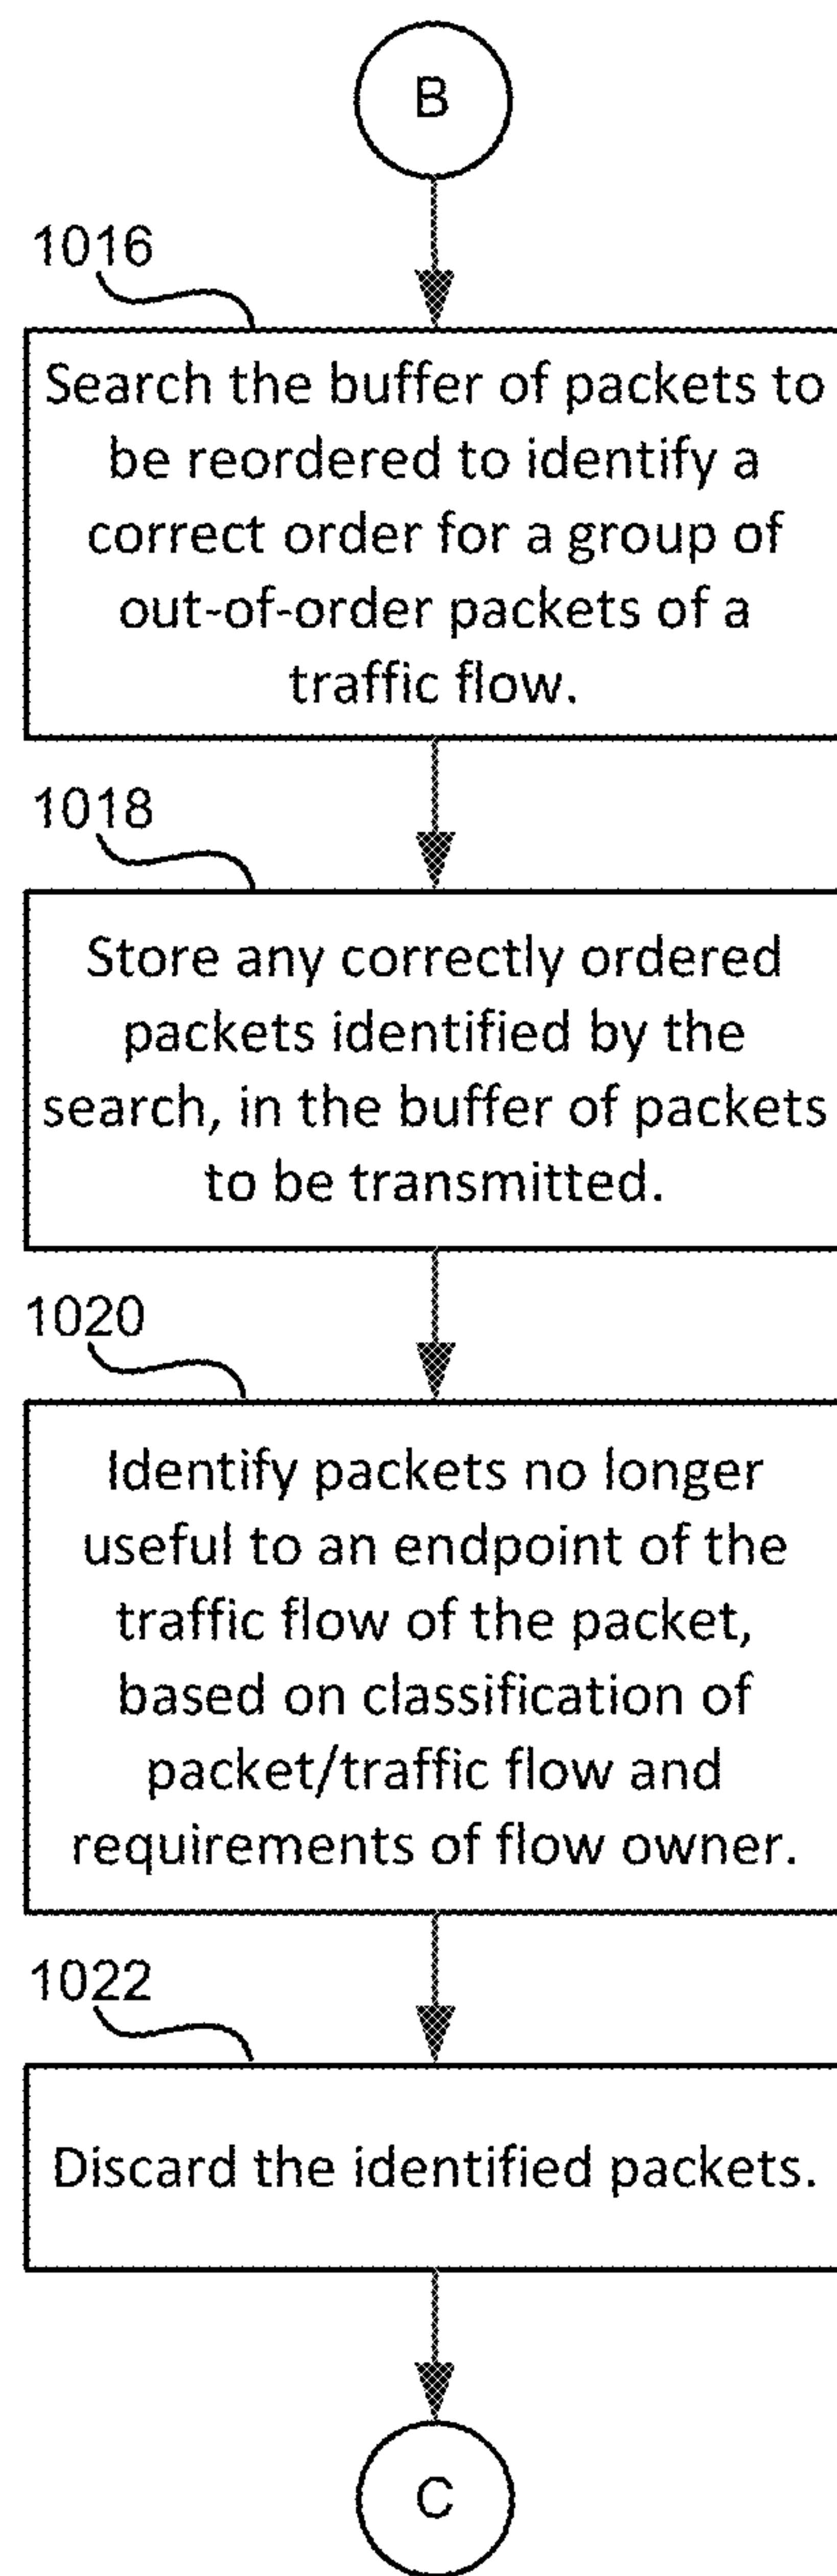 B
1016
Search the buffer of packets to
be reordered to identify a
correct order for a group of
out-of-order packets of a
traffic flow.
1018
Store any correctly ordered
packets identified by the
search, in the buffer of packets
to be transmitted.
1020
Identify packets no longer
useful to an endpoint of the
traffic flow of the packet,
based on classification of
packet/traffic flow and
requirements of flow owner.
1022
Discard the identified packets.
C